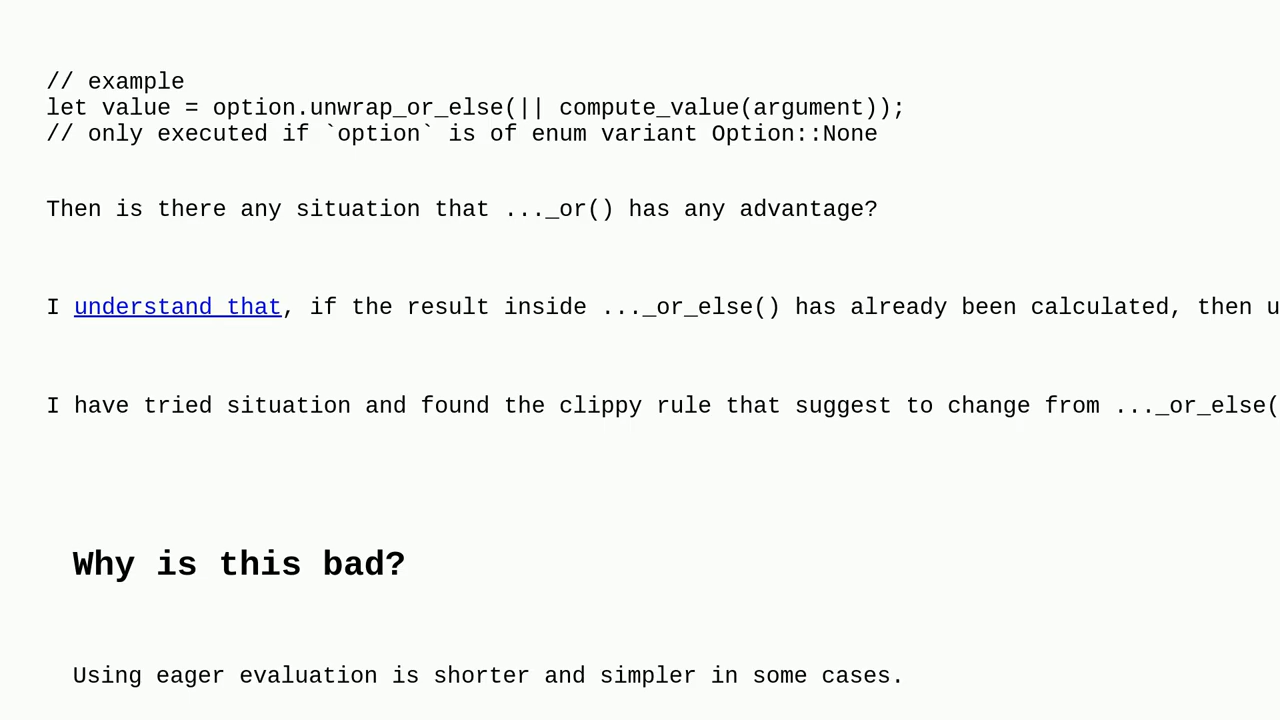 // example
let value = option.unwrap_or_else(|| compute_value(argument));
// only executed if `option` is of enum variant Option::None
Then is there any situation that ..._or() has any advantage?
I understand that, if the result inside ..._or_else() has already been calculated, then u
I have tried situation and found the clippy rule that suggest to change from ..._or_else(
Why is this bad?
Using eager evaluation is shorter and simpler in some cases.